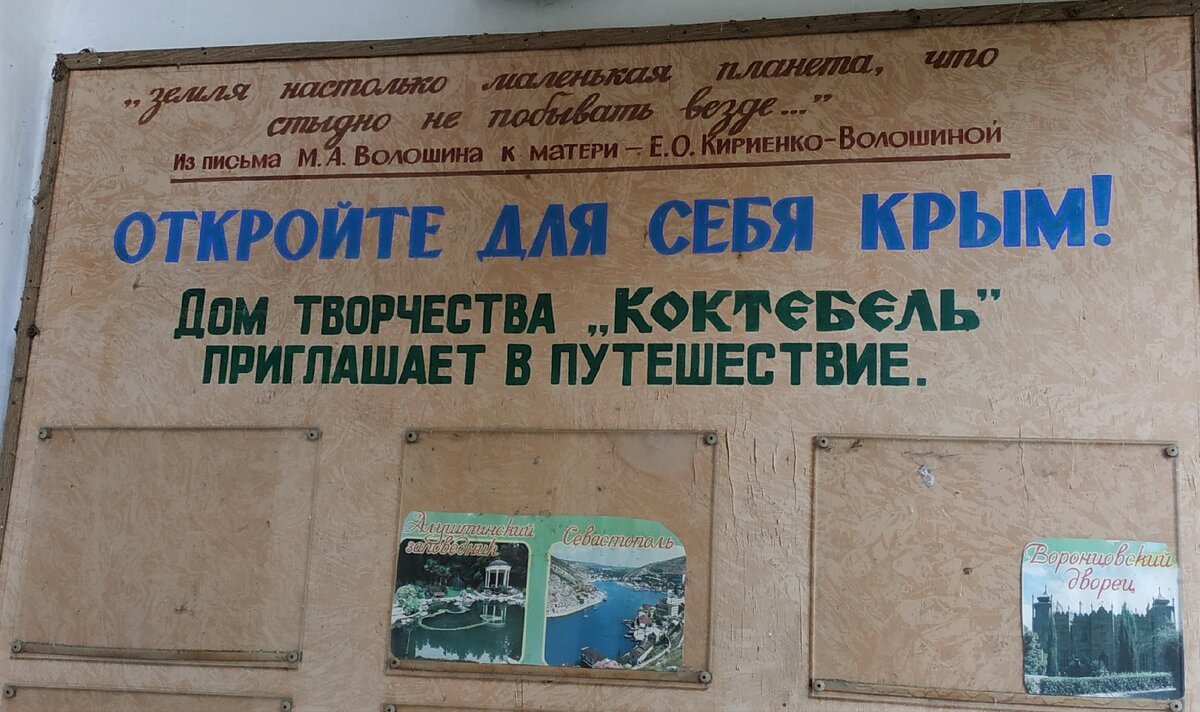 „земля настолько маленькая планета, что
стыдно не побывать везде..."
Из письма М.А. Волошина к матери – Е.О. Кириенко-Волошиной
ОТКРОЙТЕ ДЛЯ СЕБЯ КРЫМ!
Дом творчества „Коктебель"
приглашает в путешествие.
Алуштинский
заповедник
Севастополь
Воронцовский
дворец